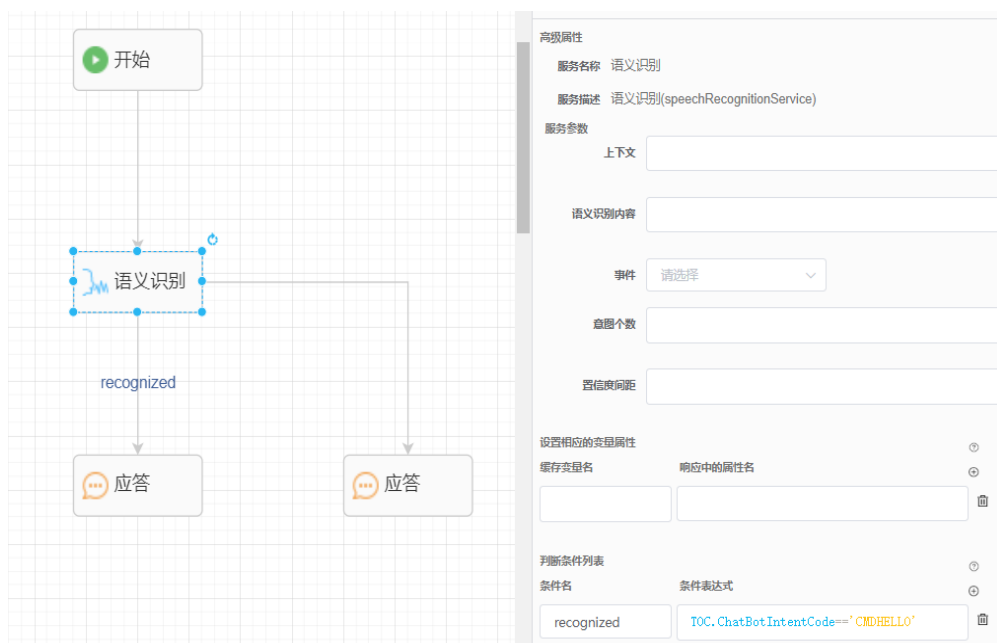 开始
语义识别
recognized
应答
应答
高级属性
服务名称 语义识别
服务描述 语义识别(speechRecognitionService)
服务参数
上下文
语义识别内容
事件 请选择
意图个数
置信度间距
设置相应的变量属性
缓存变量名 响应中的属性名
判断条件列表
条件名 条件表达式
recognized TOC.ChatBotIntentCode=='CMDHELLO'